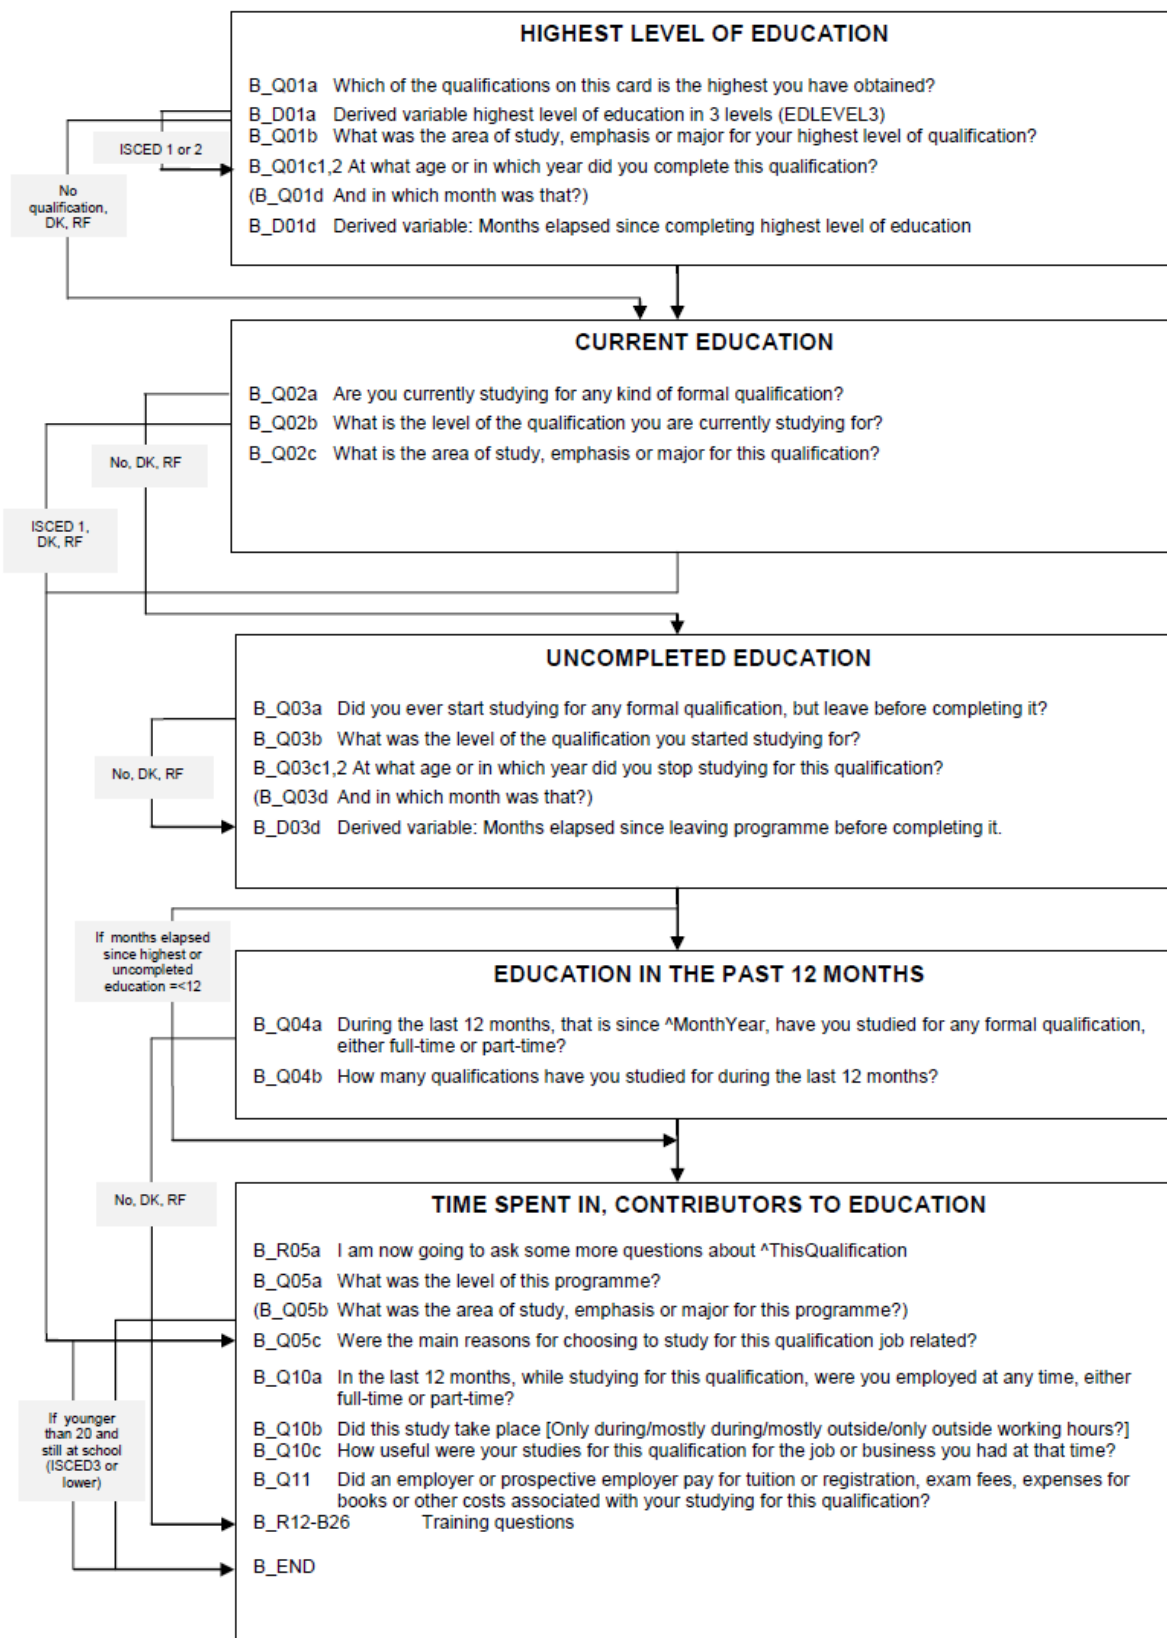 HIGHEST LEVEL OF EDUCATION
B_Q01a Which of the qualifications on this card is the highest you have obtained?
B_D01a Derived variable highest level of education in 3 levels (EDLEVEL3)
B_Q01b What was the area of study, emphasis or major for your highest level of qualification?
ISCED 1 or 2
B_Q01c1,2 At what age or in which year did you complete this qualification?
No
qualification,
DK, RF
(B_Q01d And in which month was that?)
B_D01d Derived variable: Months elapsed since completing highest level of education
CURRENT EDUCATION
B_Q02a Are you currently studying for any kind of formal qualification?
B_Q02b What is the level of the qualification you are currently studying for?
B_Q02c What is the area of study, emphasis or major for this qualification?
No, DK, RF
ISCED 1,
DK, RF
UNCOMPLETED EDUCATION
B_Q03a Did you ever start studying for any formal qualification, but leave before completing it?
B_Q03b What was the level of the qualification you started studying for?
B_Q03c1,2 At what age or in which year did you stop studying for this qualification?
No, DK, RF
(B_Q03d And in which month was that?)
B_D03d Derived variable: Months elapsed since leaving programme before completing it.
If months elapsed
since highest or
uncompleted
education =<12
EDUCATION IN THE PAST 12 MONTHS
B_Q04a During the last 12 months, that is since ^MonthYear, have you studied for any formal qualification,
either full-time or part-time?
B_Q04b How many qualifications have you studied for during the last 12 months?
No, DK, RF
TIME SPENT IN, CONTRIBUTORS TO EDUCATION
B_R05a I am now going to ask some more questions about ^ThisQualification
B_Q05a What was the level of this programme?
(B_Q05b What was the area of study, emphasis or major for this programme?)
B_Q05c Were the main reasons for choosing to study for this qualification job related?
B_Q10a In the last 12 months, while studying for this qualification, were you employed at any time, either
full-time or part-time?
If younger
than 20 and
still at school
(ISCED3 or
lower)
B_Q10b Did this study take place [Only during/mostly during/mostly outside/only outside working hours?]
B_Q10c How useful were your studies for this qualification for the job or business you had at that time?
B_Q11 Did an employer or prospective employer pay for tuition or registration, exam fees, expenses for
books or other costs associated with your studying for this qualification?
B_R12-B26 Training questions
B_END